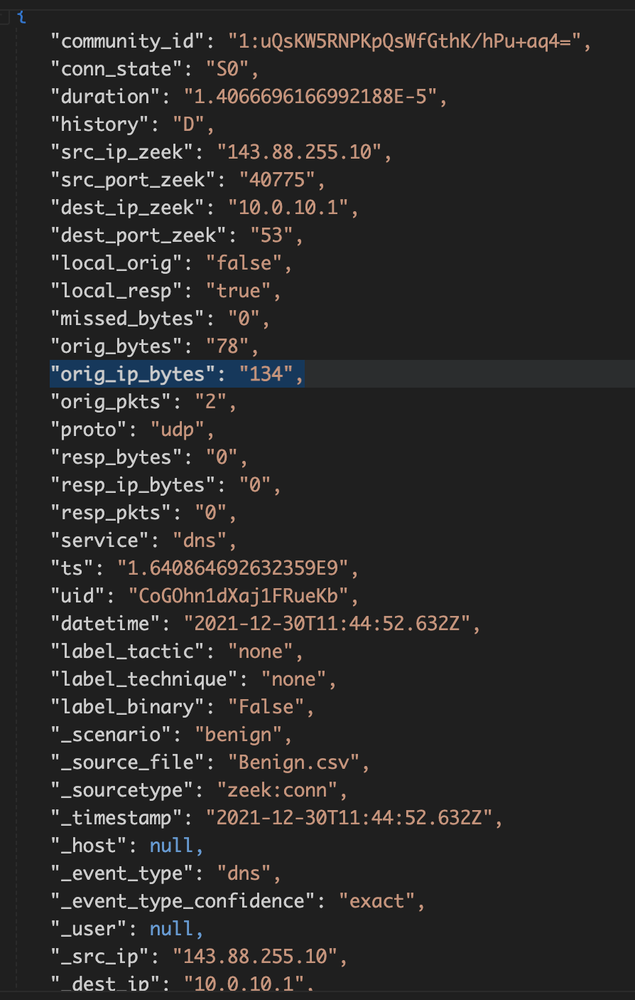 {
"community_id": "1:uQsKW5RNPKpQsWfGthK/hPu+aq4=",
"conn_state": "S0",
"duration": "1.4066696166992188E-5",
"history": "D",
"src_ip_zeek": "143.88.255.10",
"src_port_zeek": "40775",
"dest_ip_zeek": "10.0.10.1",
"dest_port_zeek": "53",
"local_orig": "false",
"local_resp": "true",
"missed_bytes": "0",
"orig_bytes": "78",
"orig_ip_bytes": "134",
"orig_pkts": "2",
"proto": "udp",
"resp_bytes": "0",
"resp_ip_bytes": "0",
"resp_pkts": "0",
"service": "dns",
"ts": "1.640864692632359E9",
"uid": "CoGOhn1dXaj1FRueKb",
"datetime": "2021-12-30T11:44:52.632Z",
"label_tactic": "none",
"label_technique": "none",
"label_binary": "False",
"_scenario": "benign",
"_source_file": "Benign.csv",
"_sourcetype": "zeek:conn",
"_timestamp": "2021-12-30T11:44:52.632Z",
"_host": null,
"_event_type": "dns",
"_event_type_confidence": "exact",
"_user": null,
"_src_ip": "143.88.255.10",
"_dest_ip": "10.0.10.1",